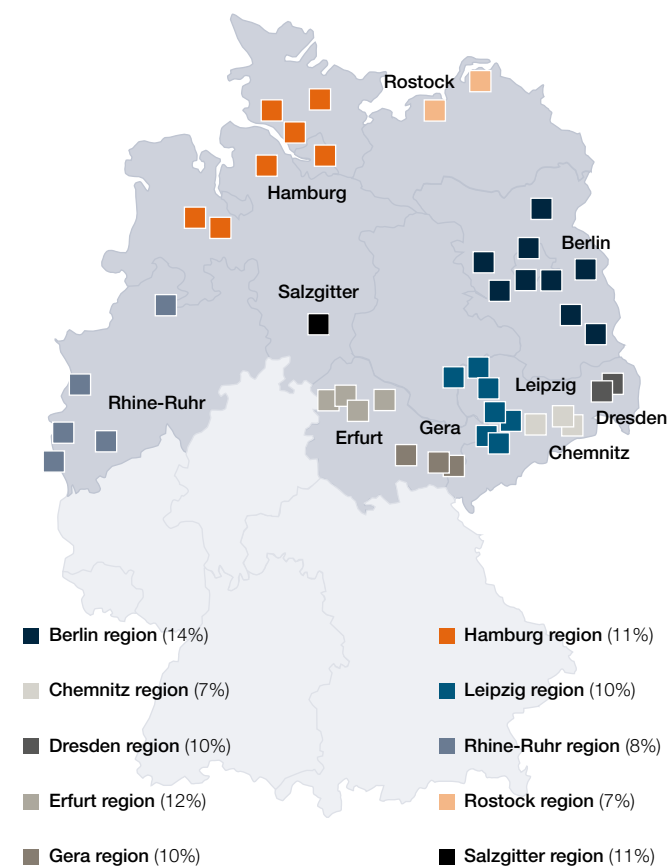 Rostock
Hamburg
Berlin
Salzgitter
Rhine-Ruhr
Leipzig
Dresden
Gera
Erfurt
Chemnitz
Berlin region (14%)
Chemnitz region (7%)
Dresden region (10%)
Erfurt region (12%)
Gera region (10%)
Hamburg region (11%)
Leipzig region (10%)
Rhine-Ruhr region (8%)
Rostock region (7%)
Salzgitter region (11%)